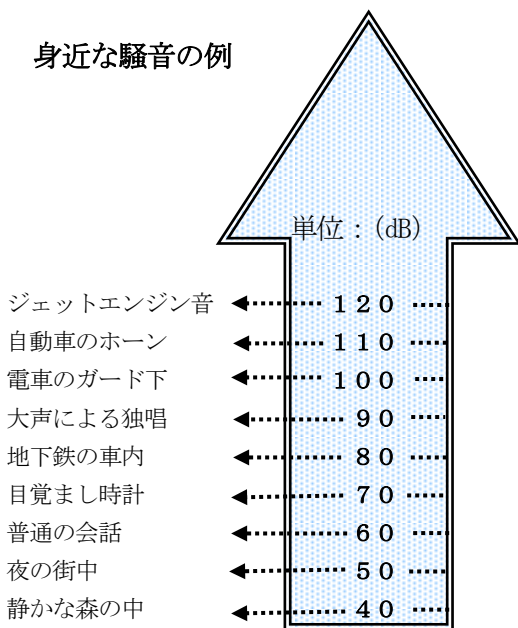 身近な騒音の例
単位：(dB)
ジェットエンジン音 120
自動車のホーン 110
電車のガード下 100
大声による独唱 90
地下鉄の車内 80
目覚まし時計 70
普通の会話 60
夜の街中 50
静かな森の中 40